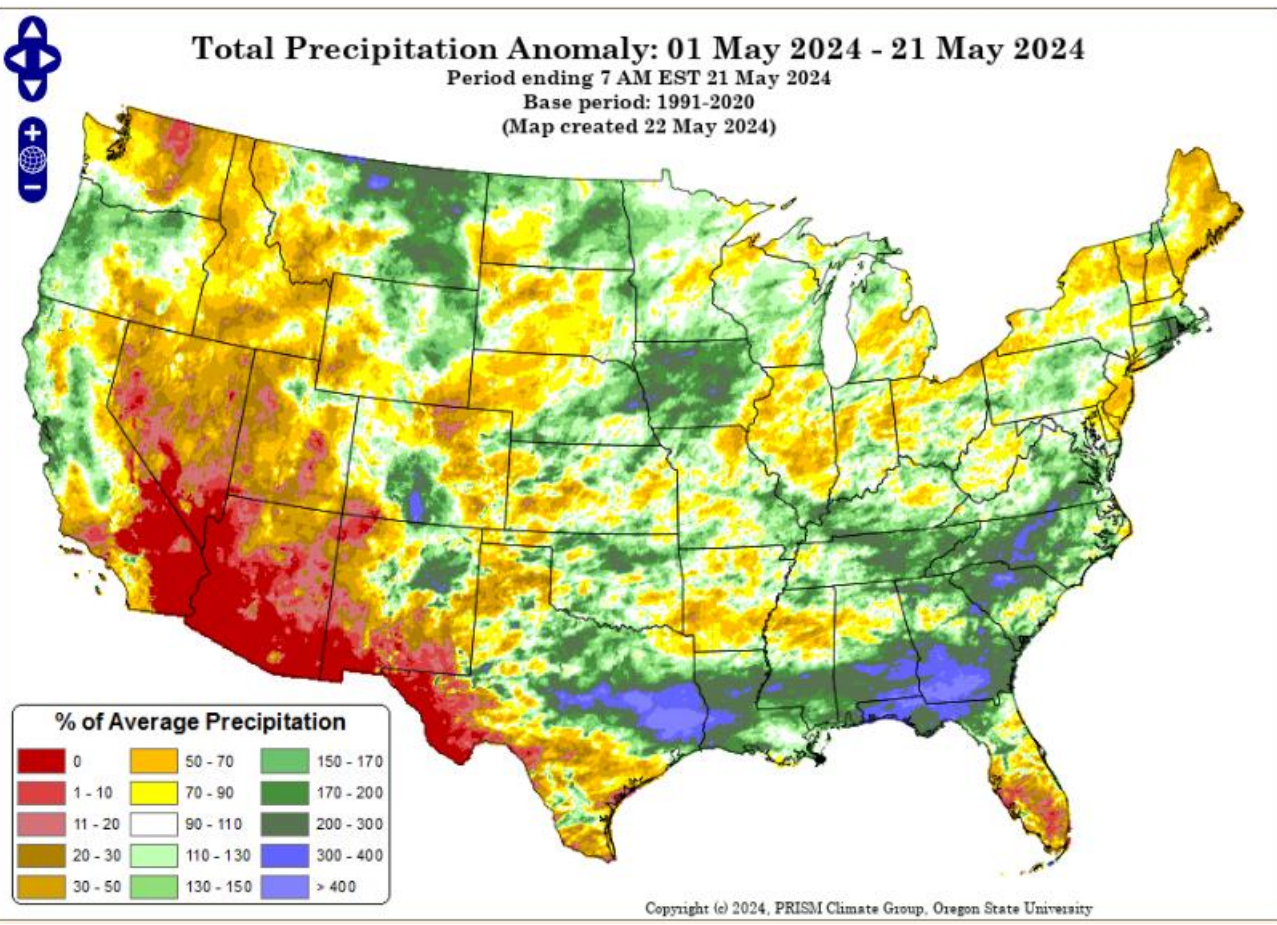 Total Precipitation Anomaly: 01 May 2024 - 21 May 2024
Period ending 7 AM EST 21 May 2024
Base period: 1991-2020
(Map created 22 May 2024)
+
−
% of Average Precipitation
0
50 - 70
150 - 170
1 - 10
70 - 90
170 - 200
11 - 20
90 - 110
200 - 300
20 - 30
110 - 130
300 - 400
30 - 50
130 - 150
> 400
Copyright (c) 2024, PRISM Climate Group, Oregon State University